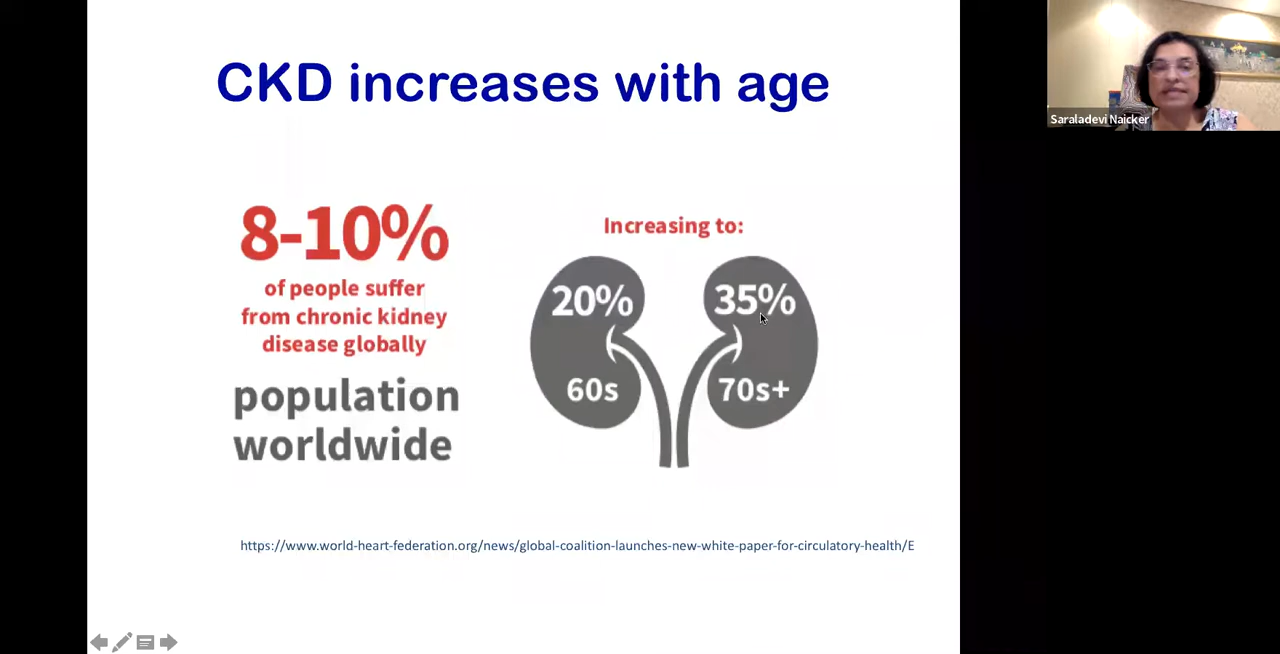 CKD increases with age
Saraladevi Naicker
8-10%
of people suffer
from chronic kidney
disease globally
population
worldwide
Increasing to:
20%
60s
35%
70s+
https://www.world-heart-federation.org/news/global-coalition-launches-new-white-paper-for-circulatory-health/E